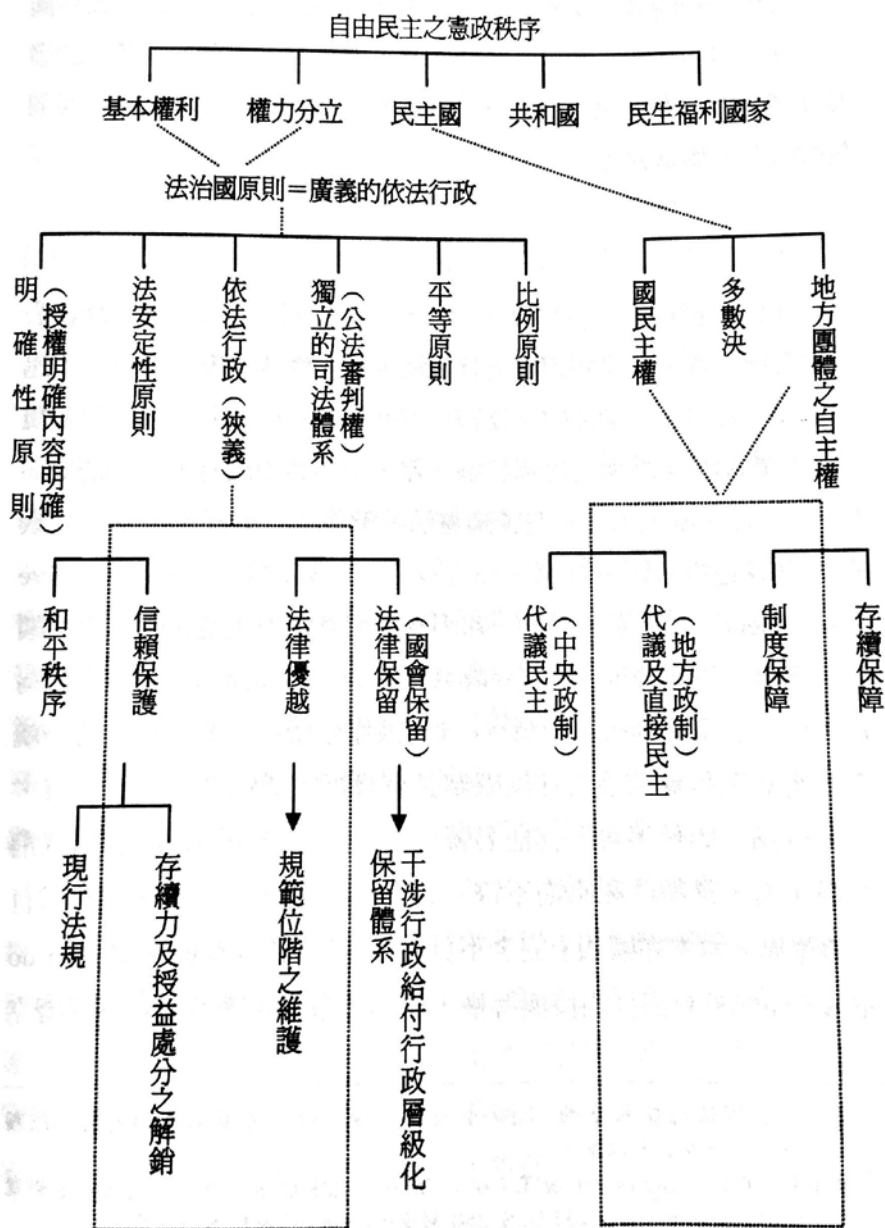 自由民主之憲政秩序
基本權利
權力分立
民主國
共和國
民生福利國家
法治國原則＝廣義的依法行政
明確性原則
（授權明確內容明確）
法安定性原則
依法行政（狹義）
獨立的司法體系
（公法審判權）
平等原則
比例原則
國民主權
多數決
地方團體之自主權
和平秩序
信賴保護
法律優越
法律保留
（國會保留）
代議民主
（中央政制）
代議及直接民主
（地方政制）
制度保障
存續保障
現行法規
存續力及授益處分之解銷
規範位階之維護
干涉行政給付行政層級化
保留體系